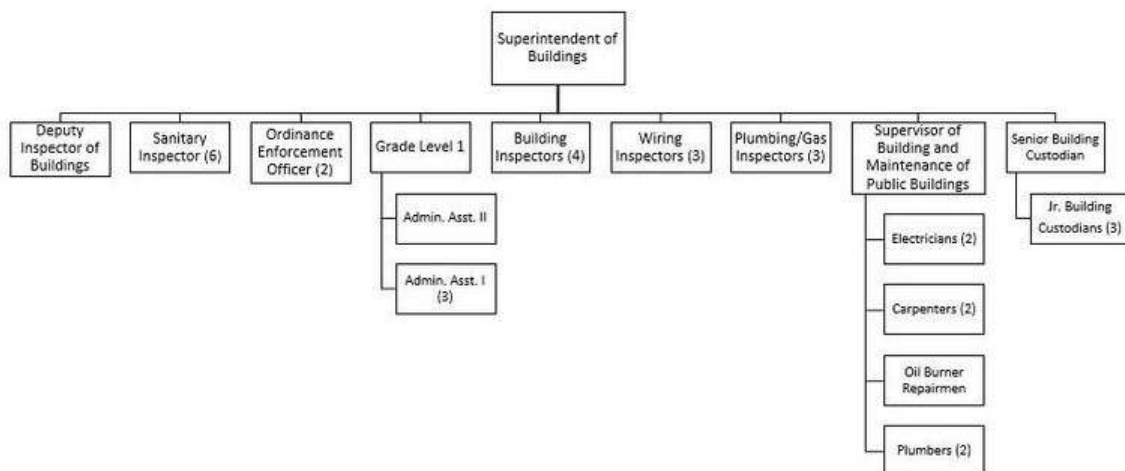 Superintendent of
Buildings
Deputy
Inspector of
Buildings
Sanitary
Inspector (6)
Ordinance
Enforcement
Officer (2)
Grade Level 1
Building
Inspectors (4)
Wiring
Inspectors (3)
Plumbing/Gas
Inspectors (3)
Supervisor of
Building and
Maintenance of
Public Buildings
Senior Building
Custodian
Admin. Asst. II
Admin. Asst. I
(3)
Electricians (2)
Carpenters (2)
Oil Burner
Repairmen
Plumbers (2)
Jr. Building
Custodians (3)